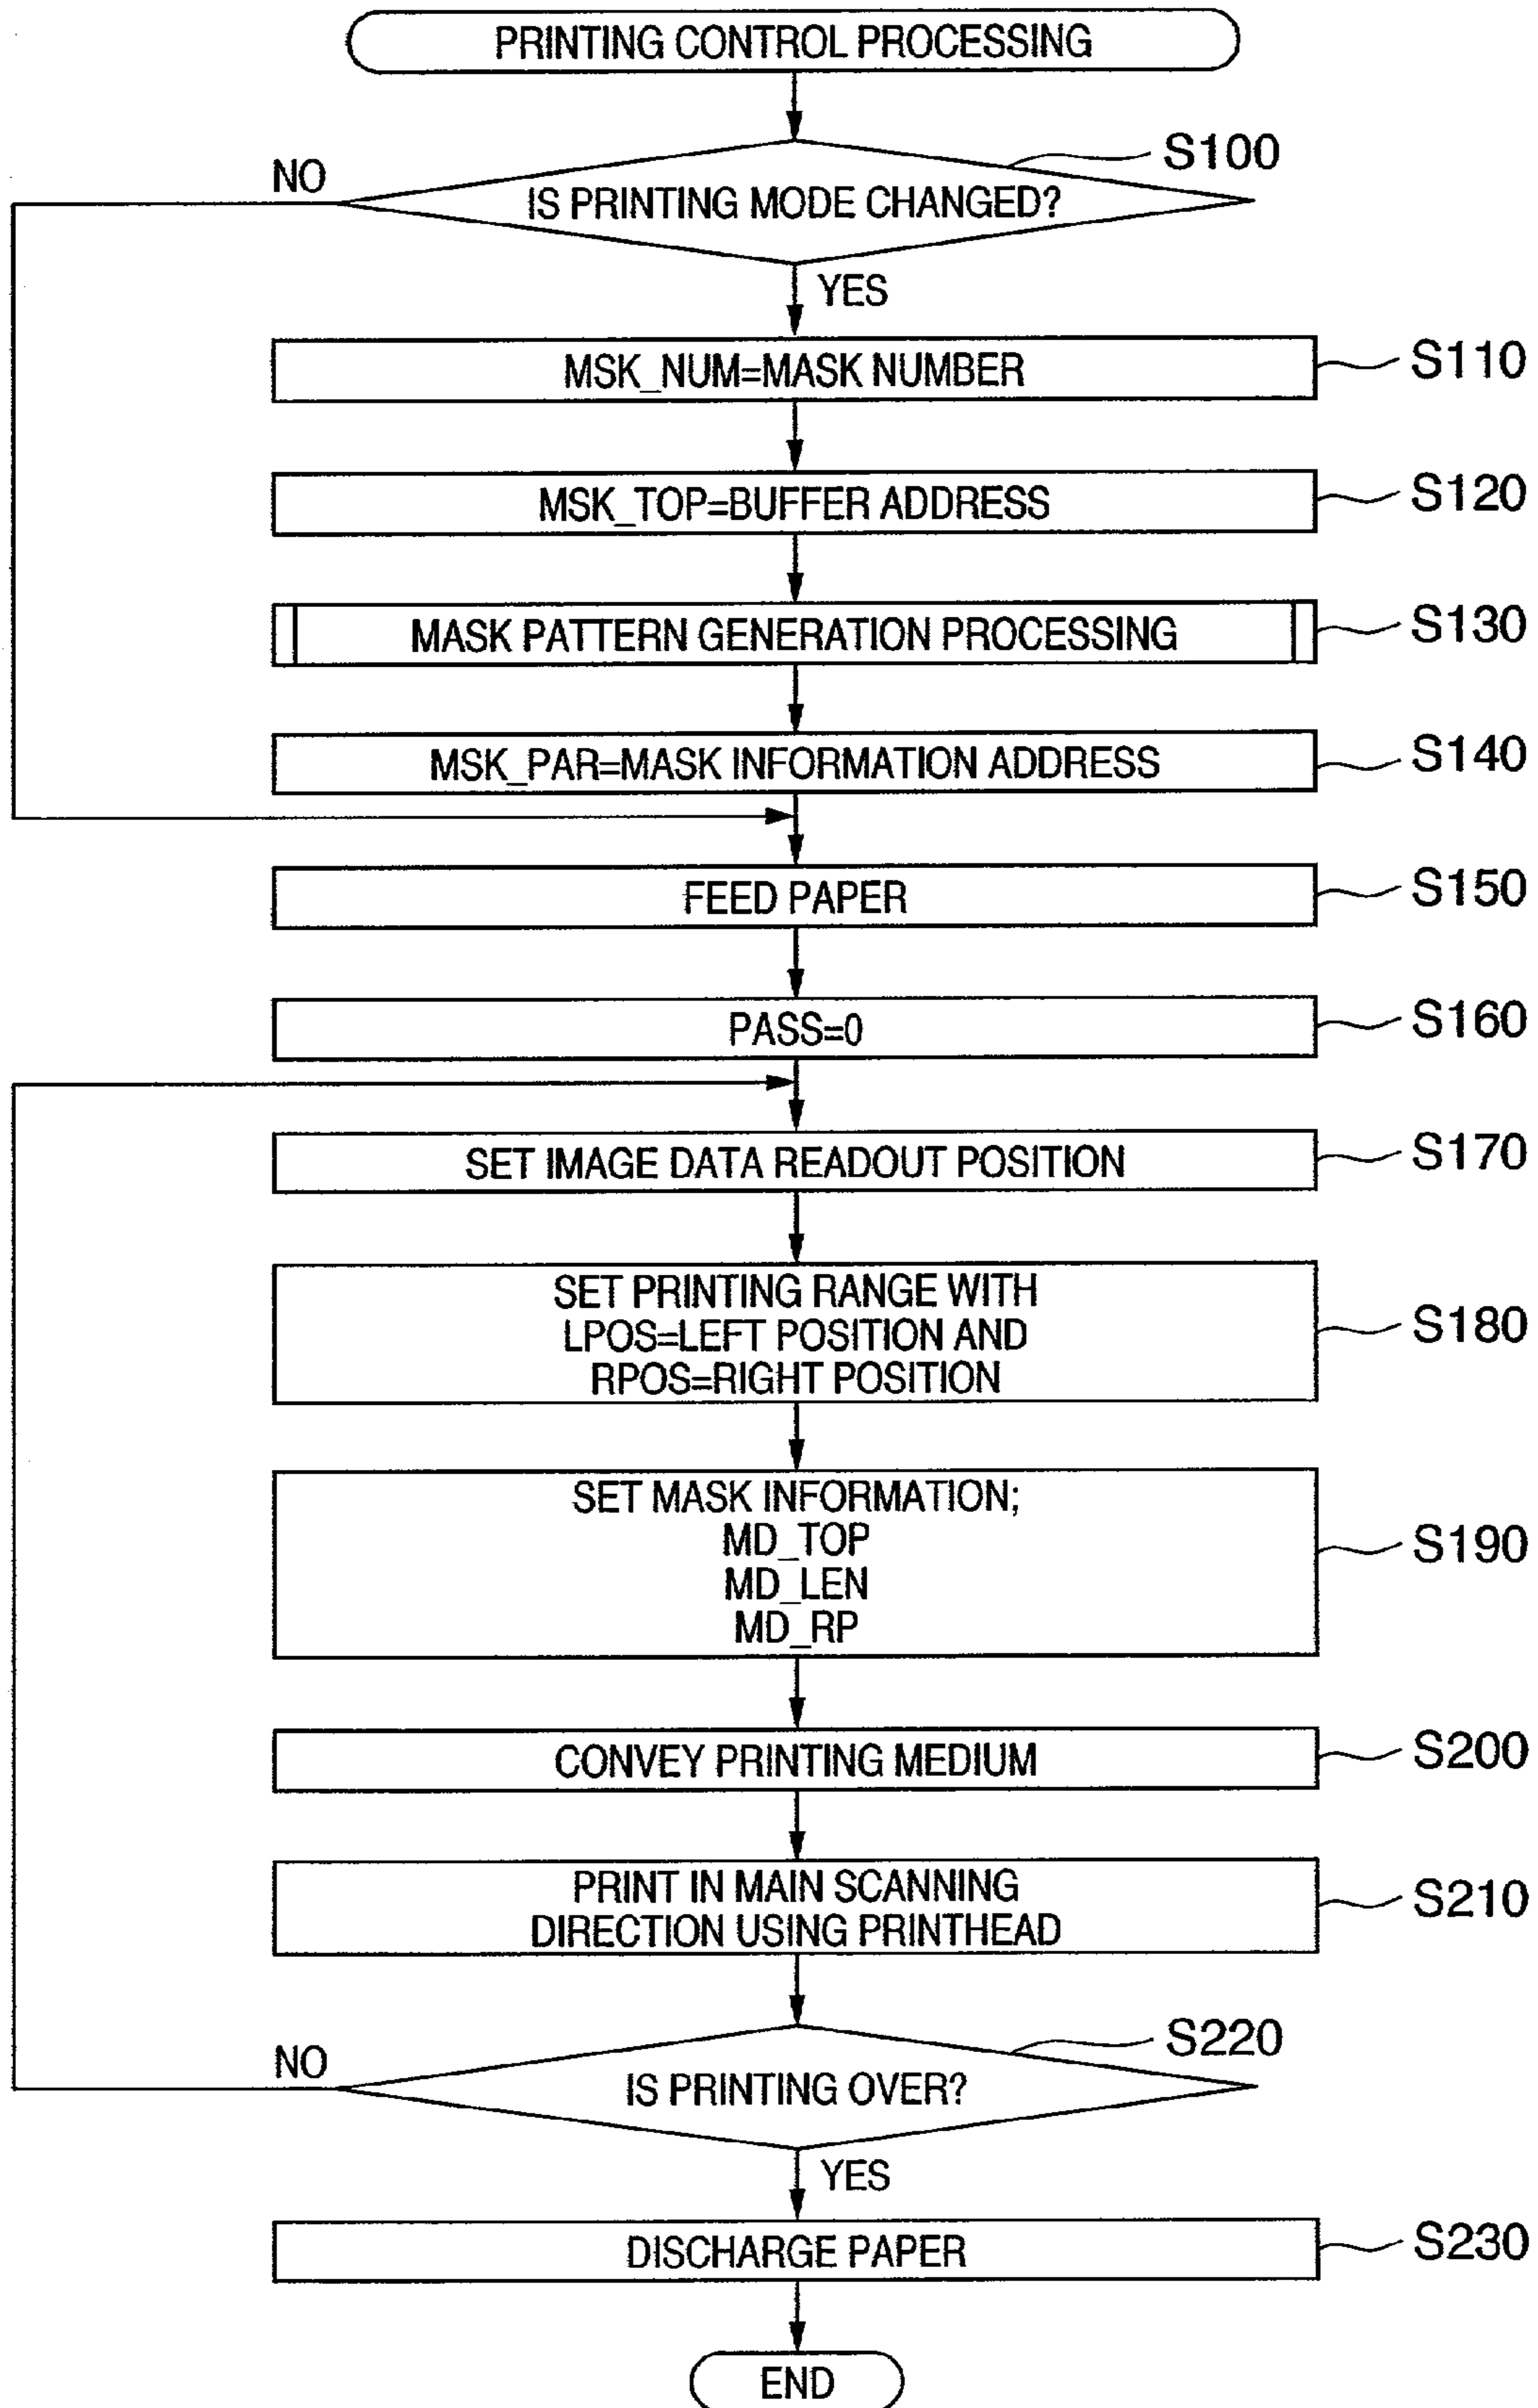 PRINTING CONTROL PROCESSING
S100
NO
IS PRINTING MODE CHANGED?
YES
MSK_NUM=MASK NUMBER
S110
MSK_TOP=BUFFER ADDRESS
S120
MASK PATTERN GENERATION PROCESSING
S130
MSK_PAR=MASK INFORMATION ADDRESS
S140
FEED PAPER
S150
PASS=0
S160
SET IMAGE DATA READOUT POSITION
S170
SET PRINTING RANGE WITH
LPOS=LEFT POSITION AND
RPOS=RIGHT POSITION
S180
SET MASK INFORMATION;
MD_TOP
MD_LEN
MD_RP
S190
CONVEY PRINTING MEDIUM
S200
PRINT IN MAIN SCANNING
DIRECTION USING PRINTHEAD
S210
S220
NO
IS PRINTING OVER?
YES
DISCHARGE PAPER
S230
END